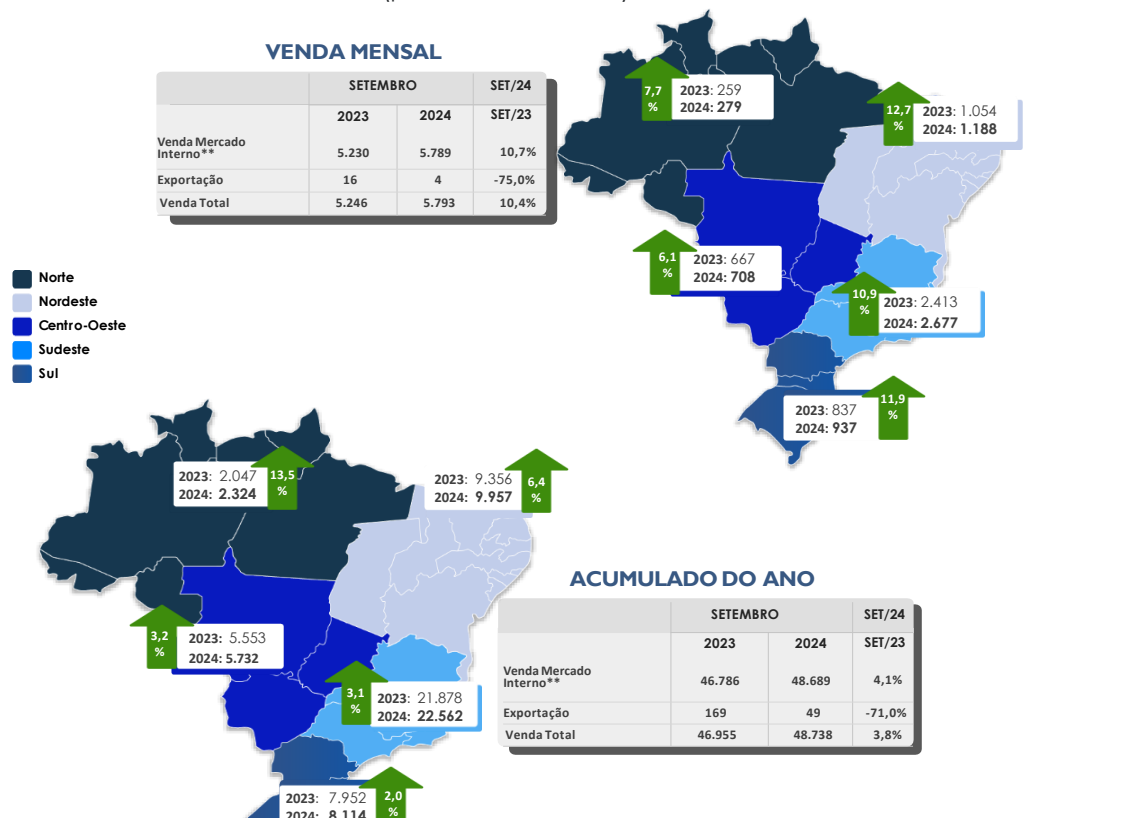 VENDA MENSAL
SETEMBRO SET/24
2023 2024 SET/23
Venda Mercado
Interno** 5.230 5.789 10,7%
Exportação 16 4 -75,0%
Venda Total 5.246 5.793 10,4%
7,7
%
2023: 259
2024: 279
12,7
%
2023: 1.054
2024: 1.188
6,1
%
2023: 667
2024: 708
10,9
%
2023: 2.413
2024: 2.677
2023: 837
2024: 937
11,9
%
Norte
Nordeste
Centro-Oeste
Sudeste
Sul
2023: 2.047
2024: 2.324
13,5
%
2023: 9.356
2024: 9.957
6,4
%
3,2
%
2023: 5.553
2024: 5.732
3,1
%
2023: 21.878
2024: 22.562
2023: 7.952
2024: 8.114
2,0
%
ACUMULADO DO ANO
SETEMBRO SET/24
2023 2024 SET/23
Venda Mercado
Interno** 46.786 48.689 4,1%
Exportação 169 49 -71,0%
Venda Total 46.955 48.738 3,8%